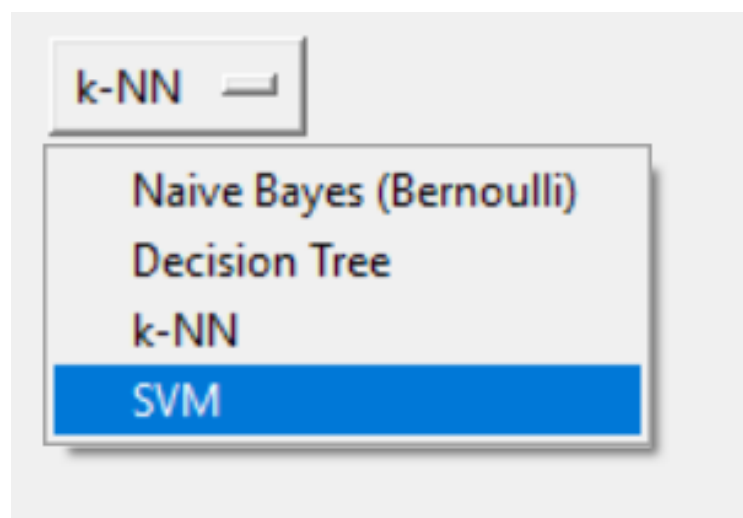 k-NN
Naive Bayes (Bernoulli)
Decision Tree
k-NN
SVM